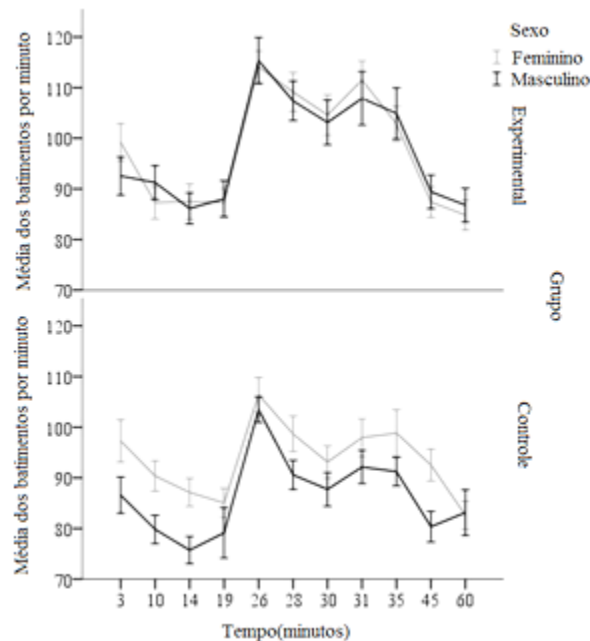 Sexo
Feminino
Masculino
Média dos batimentos por minuto
120
110
100
90
80
70
Experimental
Grupo
Média dos batimentos por minuto
120
110
100
90
80
70
Controle
3 10 14 19 26 28 30 31 35 45 60
Tempo(minutos)